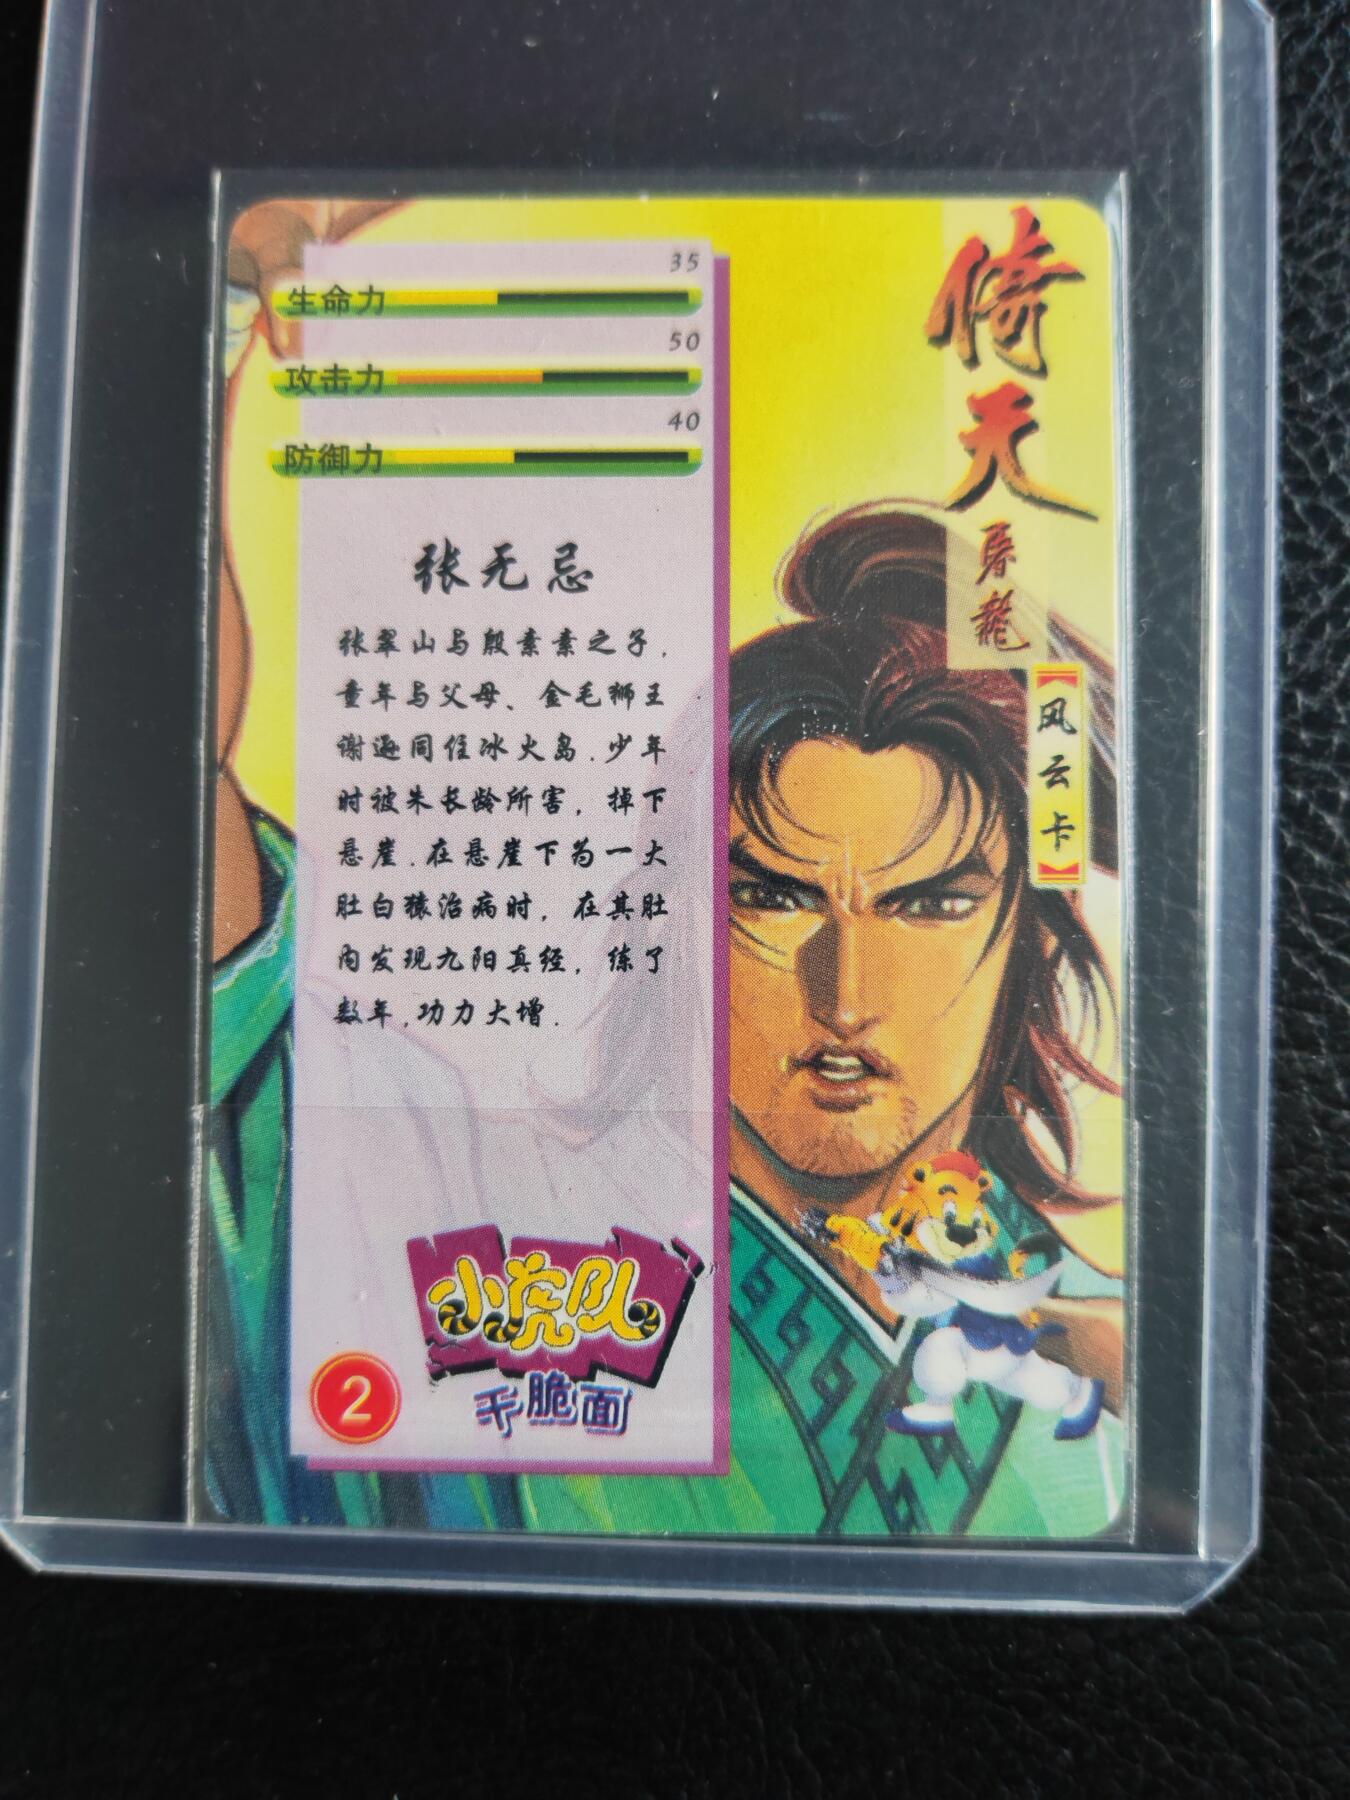 35
生命力
50
攻击力
40
防御力
张无忌
张翠山与殷素素之子.
童年与父母、金毛狮王
谢逊同住冰火岛.少年
时被朱长龄所害，掉下
悬崖.在悬崖下为一大
肚白猿治病时，在其肚
内发现九阳真经，练了
数年,功力大增.
小虎队
干脆面
2
倚天
屠龍
【风云卡】